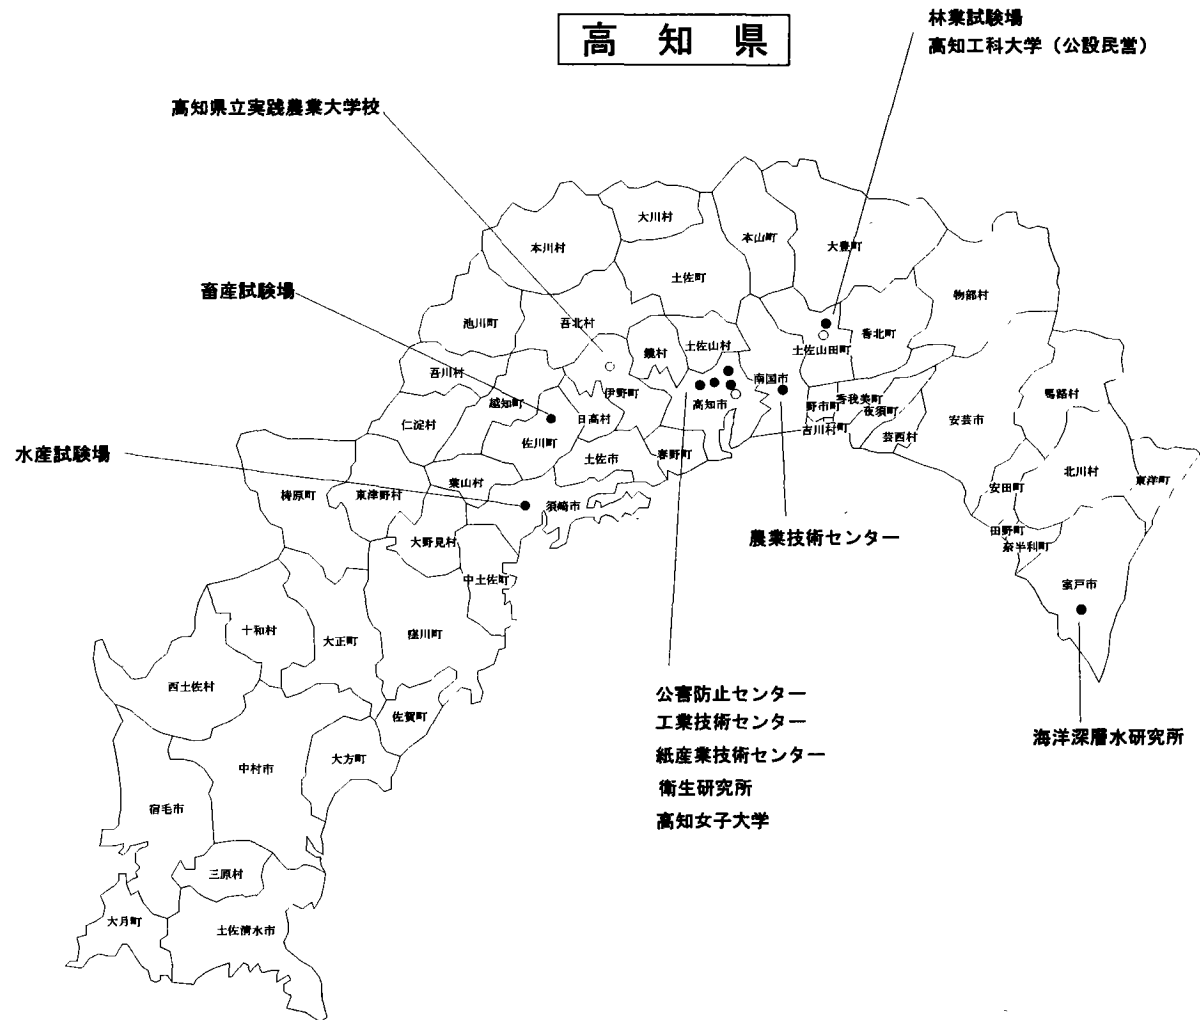 高知県
林業試験場
高知工科大学（公設民営）
高知県立実践農業大学校
畜産試験場
水産試験場
大川村
本山町
大豊町
本川村
土佐町
物部村
池川町
吾北村
鏡村
土佐山村
土佐山田町
香北町
吾川村
越知町
伊野町
高知市
南国市
野市町
香我美町
夜須町
吉川村
町
芸西村
安芸市
馬路村
仁淀村
佐川町
日高村
土佐市
春野町
北川村
東洋町
安田町
田野町
奈半利町
室戸市
梼原町
東津野村
葉山村
須崎市
大野見村
中土佐町
農業技術センター
十和村
大正町
窪川町
西土佐村
佐賀町
大方町
中村市
宿毛市
三原村
大月町
土佐清水市
公害防止センター
工業技術センター
紙産業技術センター
衛生研究所
高知女子大学
海洋深層水研究所